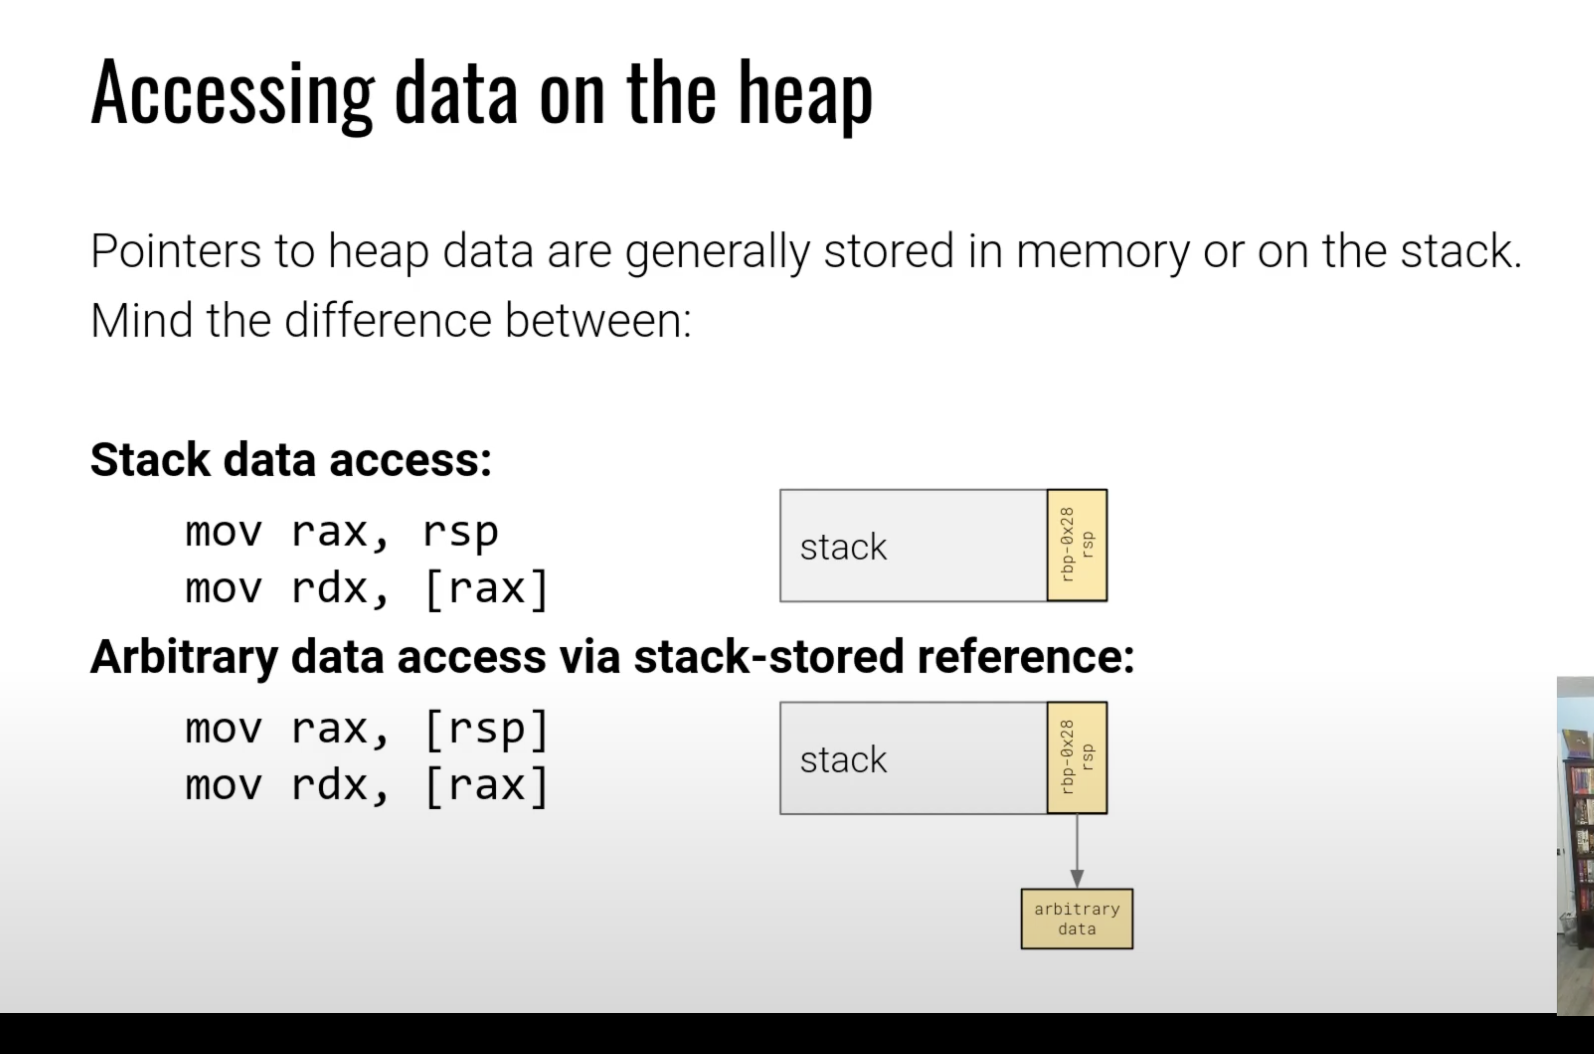 Accessing data on the heap
Pointers to heap data are generally stored in memory or on the stack.
Mind the difference between:
Stack data access:
mov rax, rsp
mov rdx, [rax]
stack
rbp-0x28
rsp
Arbitrary data access via stack-stored reference:
mov rax, [rsp]
mov rdx, [rax]
stack
rbp-0x28
rsp
arbitrary
data